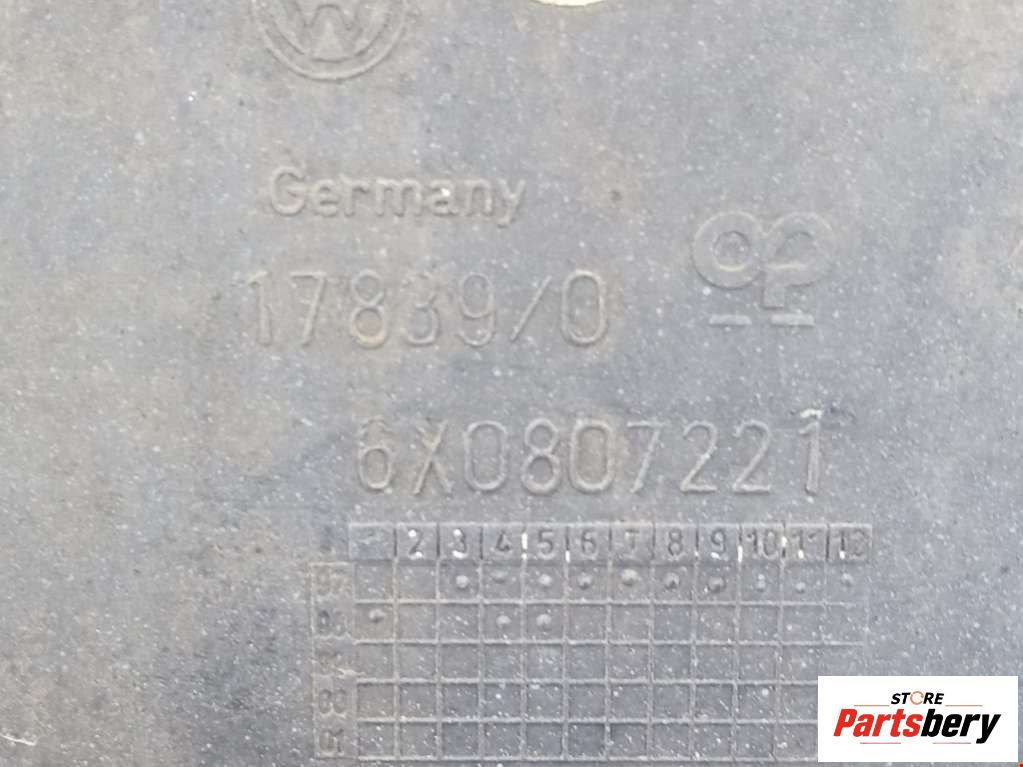 Germany
17839/0
6X0807221
2 3 4 5 6 7 8 9 10 11 12
STORE
Partsbery